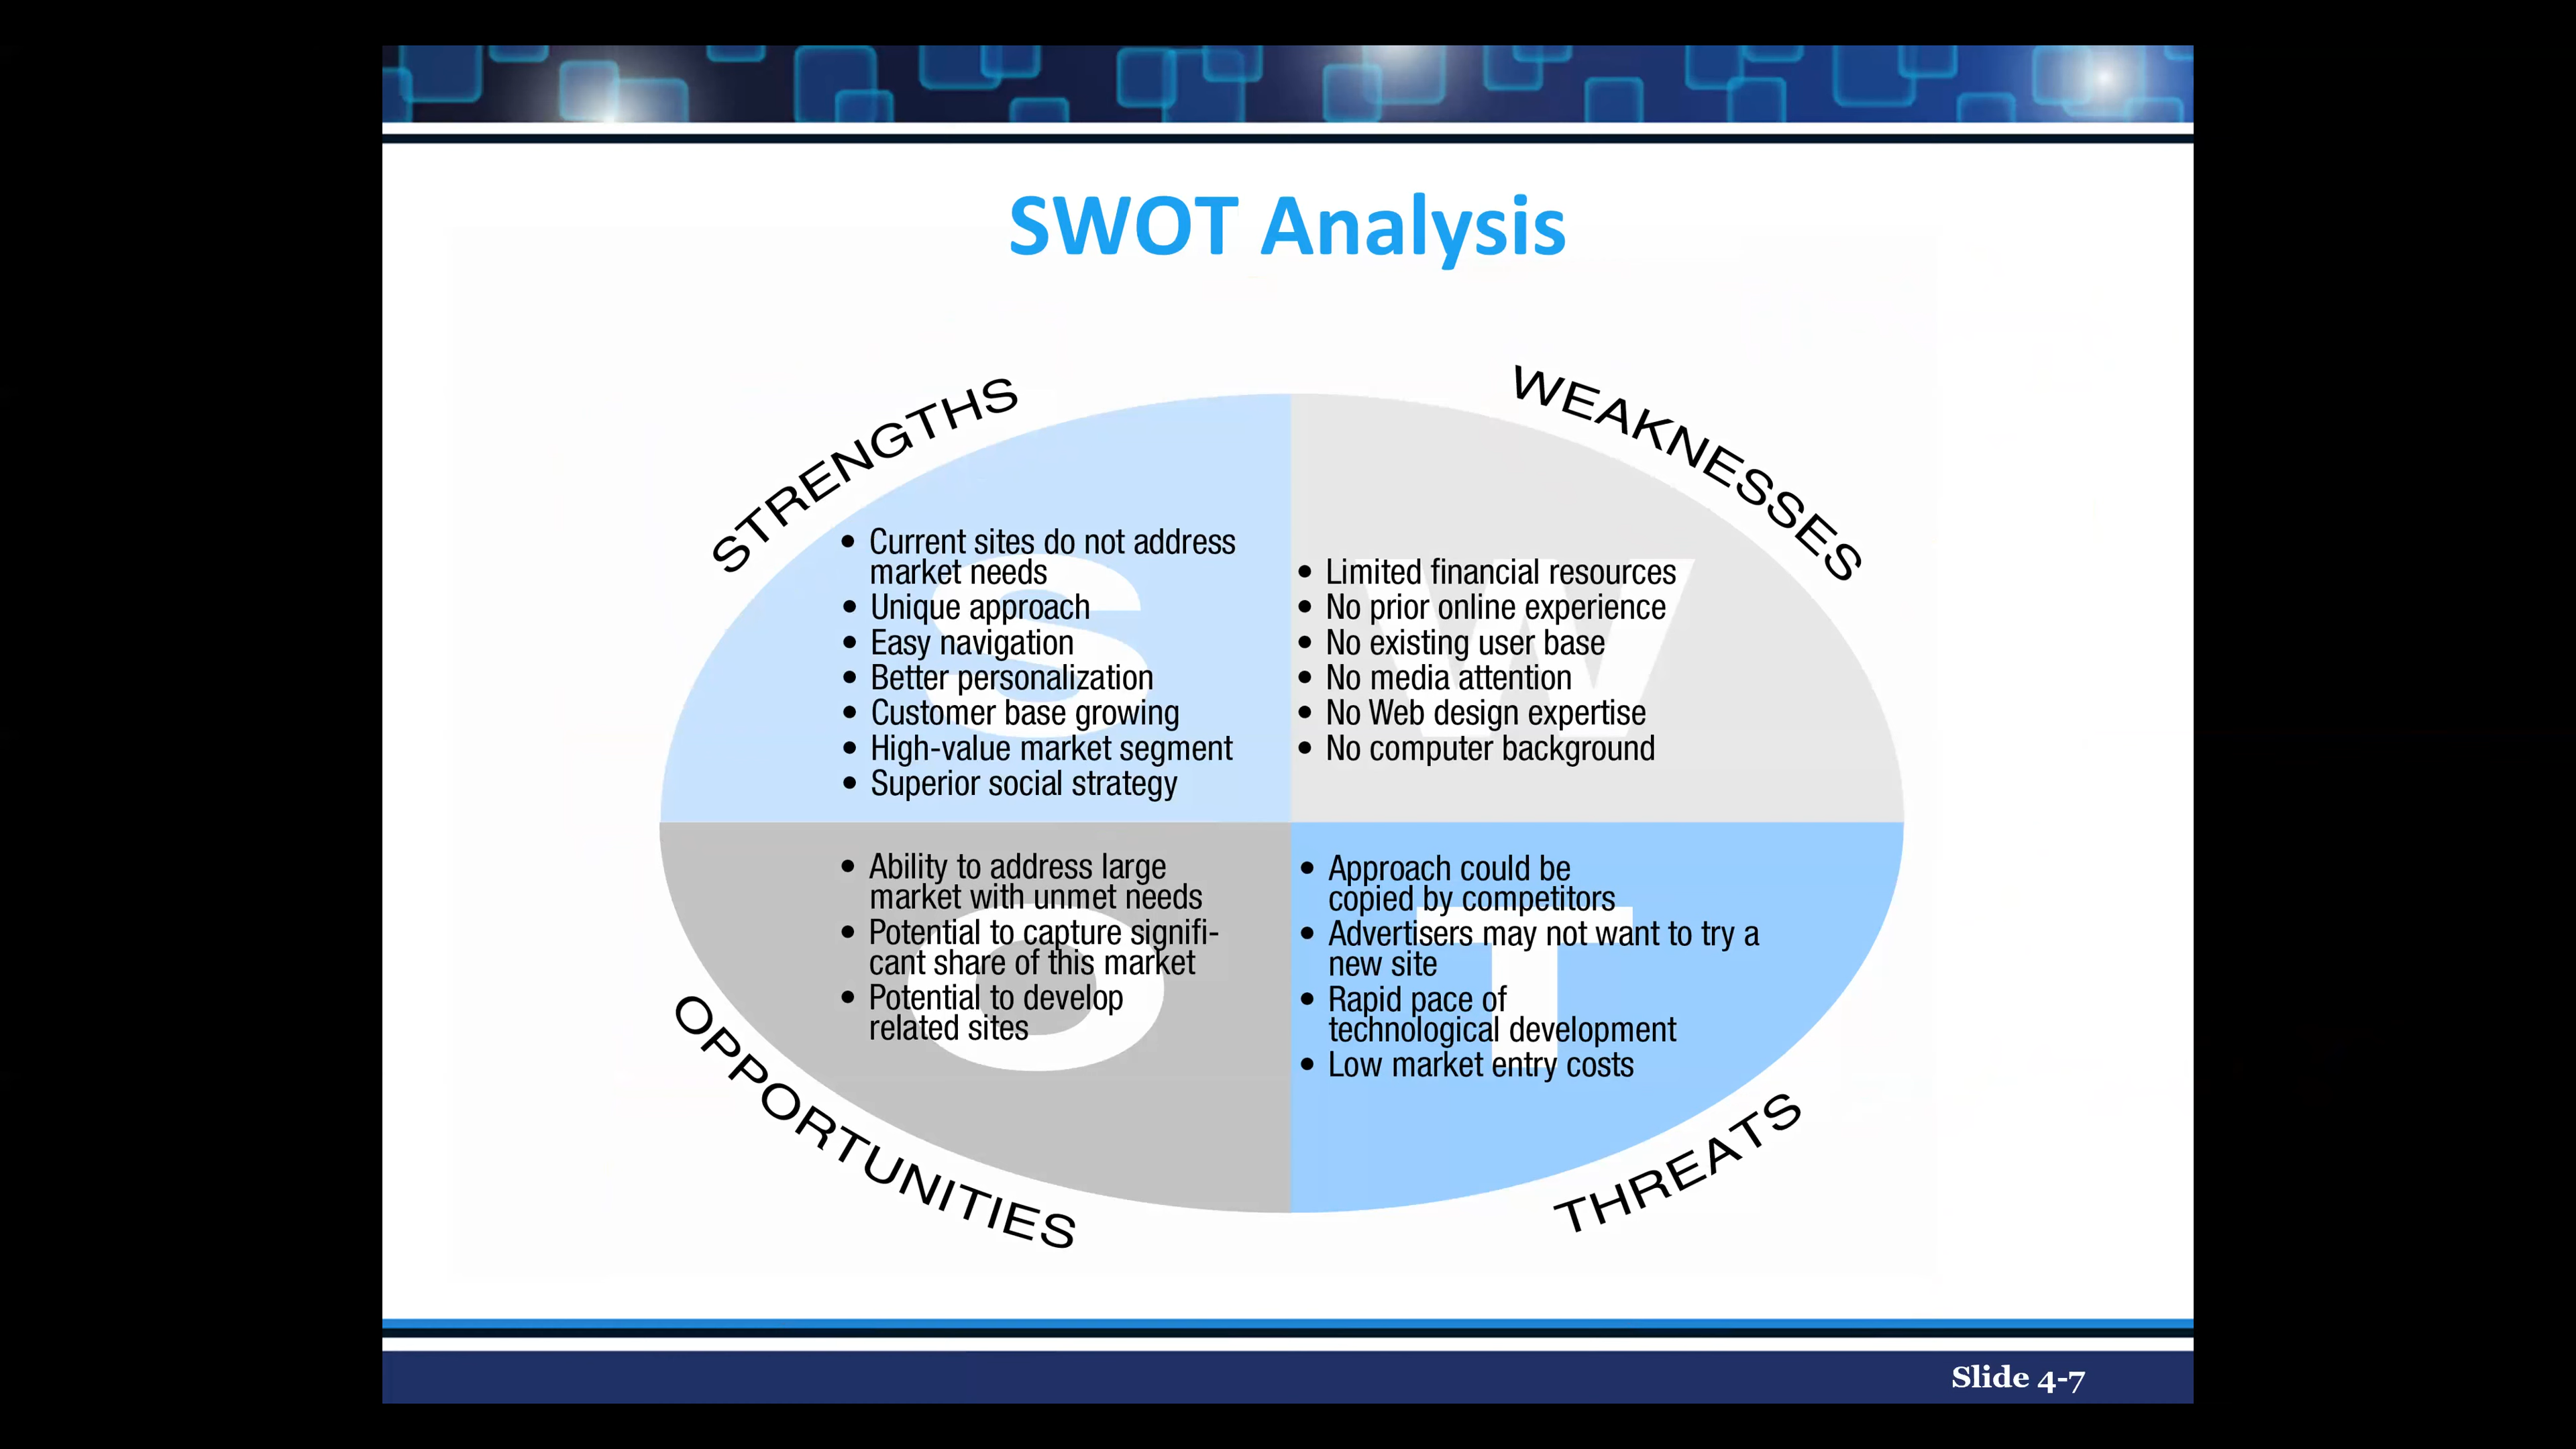 SWOT Analysis
STRENGTHS
S
• Current sites do not address
market needs
• Unique approach
• Easy navigation
• Better personalization
• Customer base growing
• High-value market segment
• Superior social strategy
WEAKNESSES
W
• Limited financial resources
• No prior online experience
• No existing user base
• No media attention
• No Web design expertise
• No computer background
OPPORTUNITIES
O
• Ability to address large
market with unmet needs
• Potential to capture signifi-
cant share of this market
• Potential to develop
related sites
THREATS
T
• Approach could be
copied by competitors
• Advertisers may not want to try a
new site
• Rapid pace of
technological development
• Low market entry costs
Slide 4-7